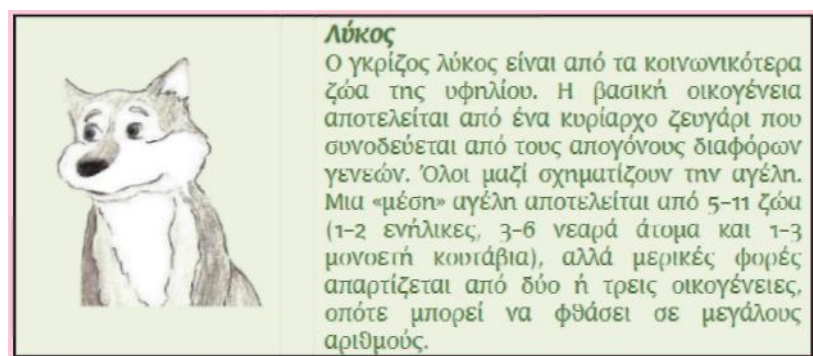 Λύκος
Ο γκρίζος λύκος είναι από τα κοινωνικότερα
ζώα της υφηλίου. Η βασική οικογένεια
αποτελείται από ένα κυρίαρχο ζευγάρι που
συνοδεύεται από τους απογόνους διαφόρων
γενεών. Όλοι μαζί σχηματίζουν την αγέλη.
Μια «μέση» αγέλη αποτελείται από 5-11 ζώα
(1-2 ενήλικες, 3-6 νεαρά άτομα και 1-3
μονοετή κουτάβια), αλλά μερικές φορές
απαρτίζεται από δύο ή τρεις οικογένειες,
οπότε μπορεί να φθάσει σε μεγάλους
αριθμούς.